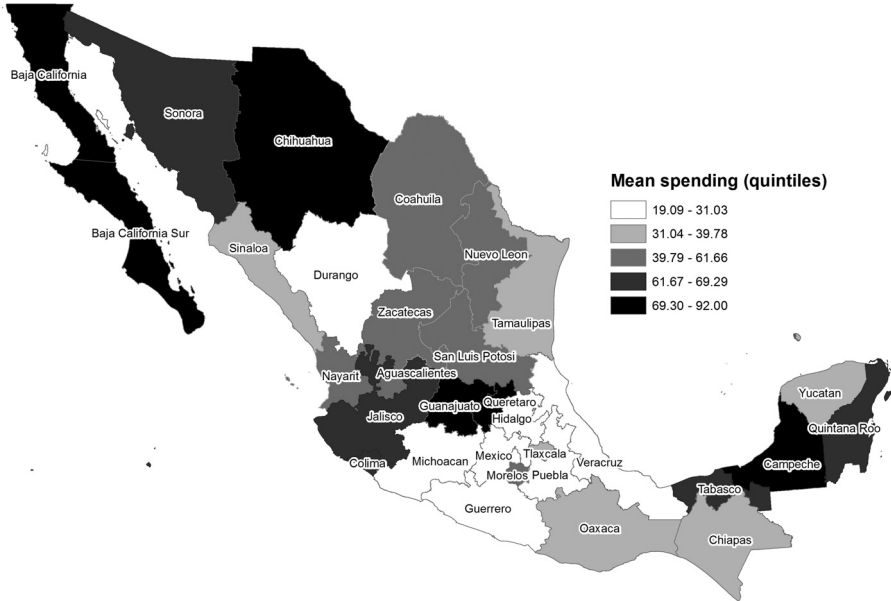 Baja California
Sonora
Chihuahua
Coahuila
Mean spending (quintiles)
19.09 - 31.03
31.04 - 39.78
39.79 - 61.66
61.67 - 69.29
69.30 - 92.00
Baja California Sur
Sinaloa
Nuevo Leon
Durango
Zacatecas
Tamaulipas
San Luis Potosi
Nayarit
Aguascalientes
Yucatan
Jalisco
Guanajuato
Queretaro
Hidalgo
Quintana Roo
Colima
Michoacan
Mexico
Tlaxcala
Veracruz
Campeche
Morelos
Puebla
Tabasco
Guerrero
Oaxaca
Chiapas